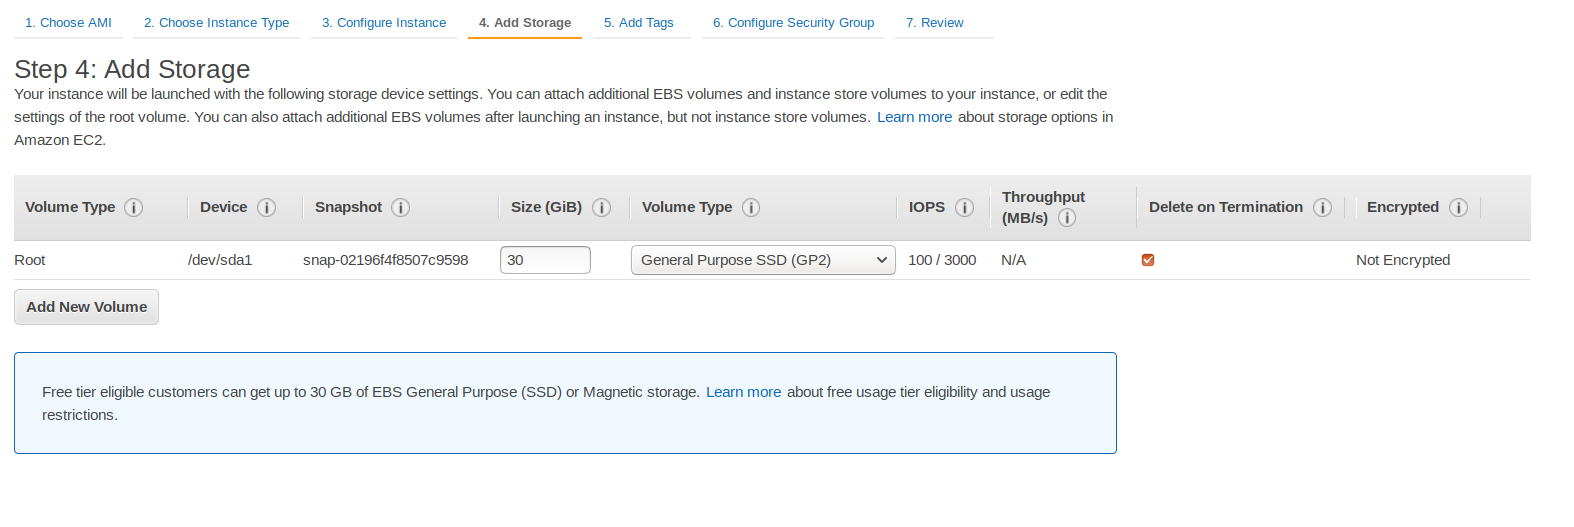 1. Choose AMI 2. Choose Instance Type 3. Configure Instance 4. Add Storage 5. Add Tags 6. Configure Security Group 7. Review
Step 4: Add Storage
Your instance will be launched with the following storage device settings. You can attach additional EBS volumes and instance store volumes to your instance, or edit the
settings of the root volume. You can also attach additional EBS volumes after launching an instance, but not instance store volumes. Learn more about storage options in
Amazon EC2.
Volume Type Device Snapshot Size (GiB) Volume Type IOPS Throughput (MB/s) Delete on Termination Encrypted
Root /dev/sda1 snap-02196f4f8507c9598 30 General Purpose SSD (GP2) 100 / 3000 N/A Not Encrypted
Add New Volume
Free tier eligible customers can get up to 30 GB of EBS General Purpose (SSD) or Magnetic storage. Learn more about free usage tier eligibility and usage
restrictions.